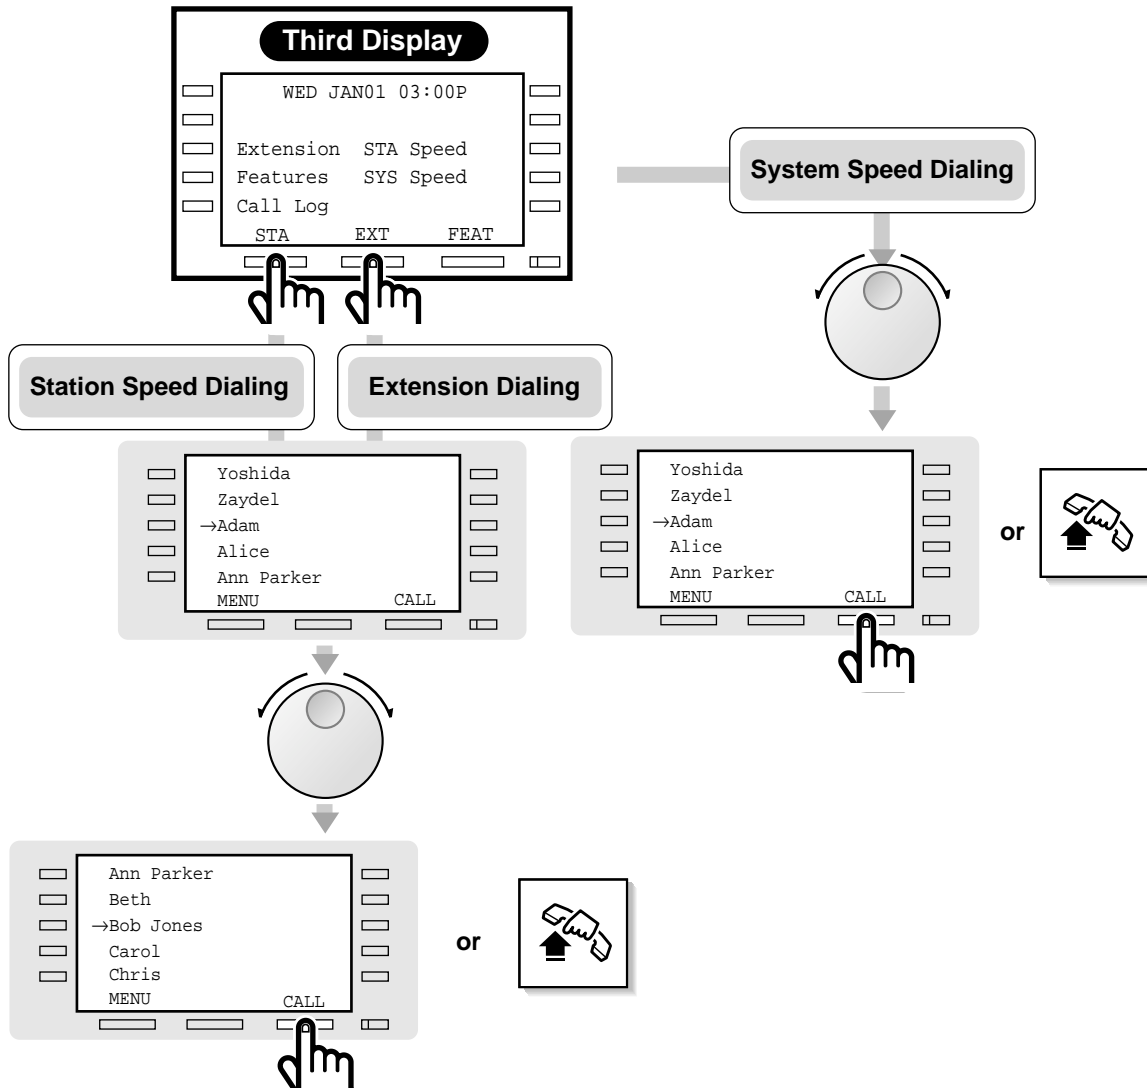 Third Display
WED JAN01 03:00P
Extension STA Speed
Features SYS Speed
Call Log
STA EXT FEAT
System Speed Dialing
Station Speed Dialing
Extension Dialing
Yoshida
Zaydel
→Adam
Alice
Ann Parker
MENU CALL
Yoshida
Zaydel
→Adam
Alice
Ann Parker
MENU CALL
or
Ann Parker
Beth
→Bob Jones
Carol
Chris
MENU CALL
or